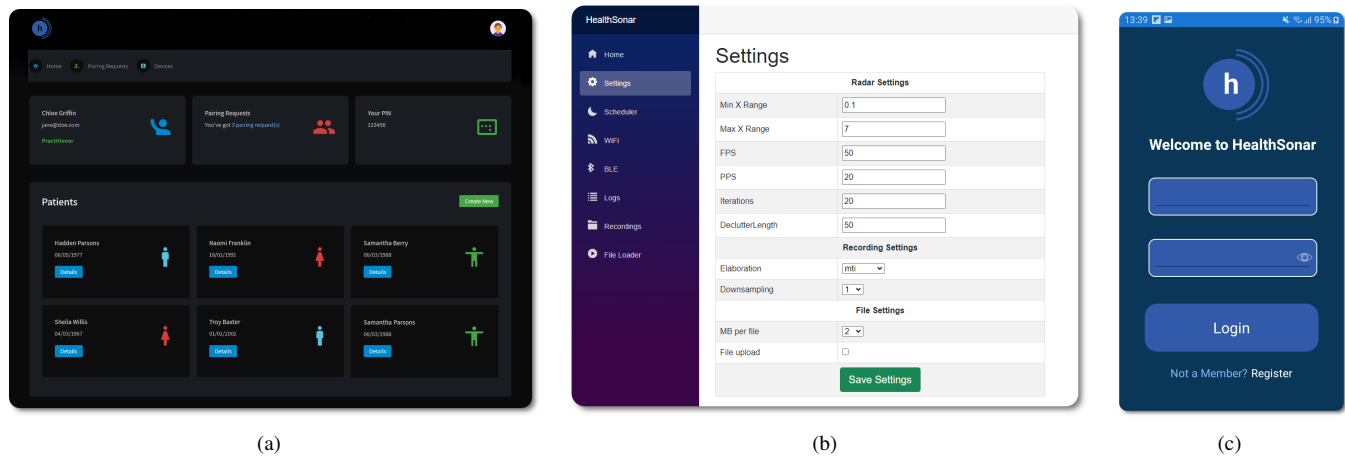 h
Home Pairing Requests Devices
Chloe Griffin
jane@doe.com
Practitioner
Pairing Requests
You've got 3 pairing request(s)
Your PIN
123456
Patients
Create New
Hadden Parsons
06/05/1977
Details
Naomi Franklin
18/01/1991
Details
Samantha Berry
06/03/1988
Details
Sheila Willis
04/03/1967
Details
Troy Baxter
01/01/2001
Details
Samantha Parsons
06/03/1988
Details
(a)
HealthSonar
Home
Settings
Scheduler
WiFi
BLE
Logs
Recordings
File Loader
Settings
Radar Settings
Min X Range 0.1
Max X Range 7
FPS 50
PPS 20
Iterations 20
DeclutterLength 50
Recording Settings
Elaboration mti
Downsampling 1
File Settings
MB per file 2
File upload
Save Settings
(b)
13:39 95%
h
Welcome to HealthSonar
Login
Not a Member? Register
(c)